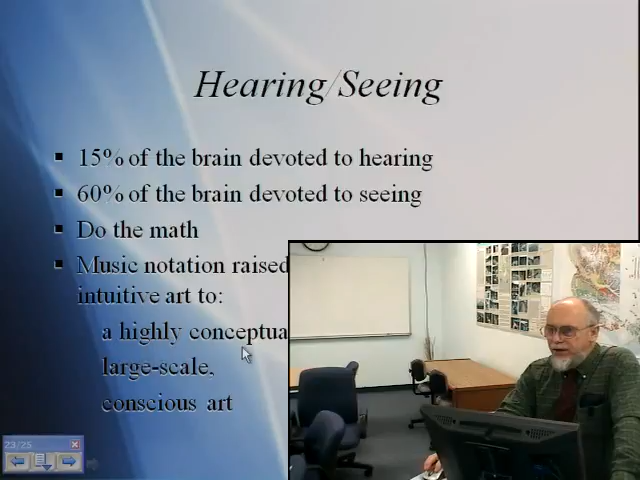 Hearing/Seeing
15% of the brain devoted to hearing
60% of the brain devoted to seeing
Do the math
Music notation raised
intuitive art to:
a highly conceptua
large-scale,
conscious art
23/25